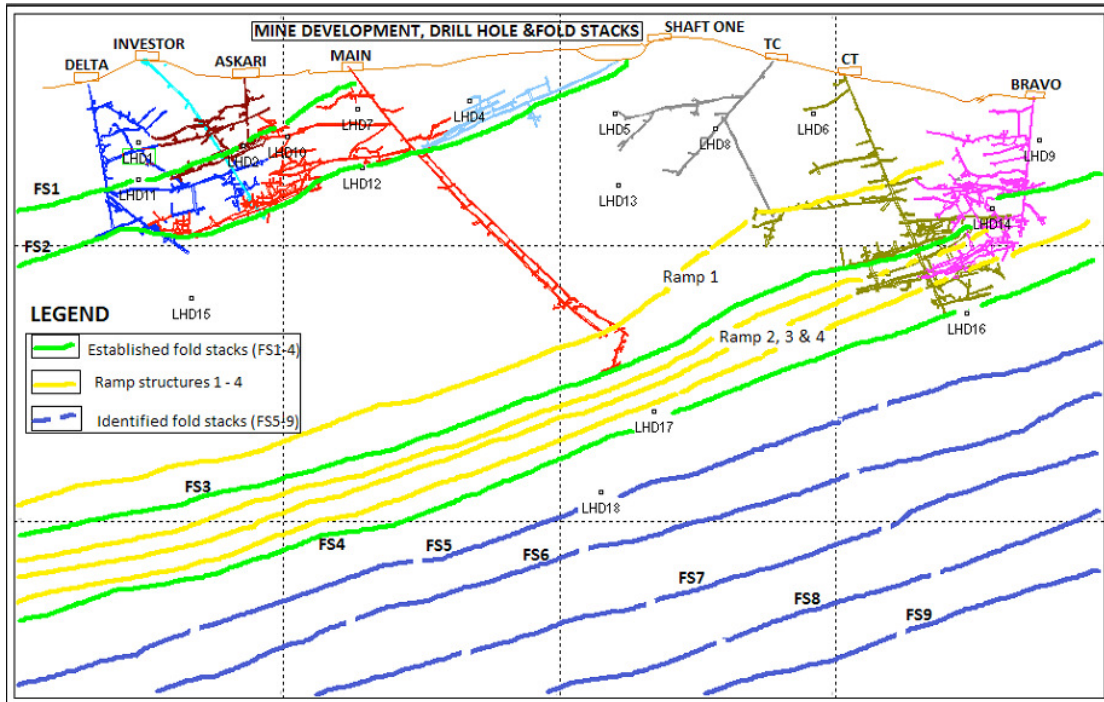 MINE DEVELOPMENT, DRILL HOLE &FOLD STACKS
SHAFT ONE
INVESTOR
DELTA
ASKARI
MAIN
TC
CT
BRAVO
LHD1
LHD2
LHD10
LHD7
LHD4
LHD5
LHD8
LHD6
LHD9
FS1
LHD11
LHD12
LHD13
LHD14
FS2
Ramp 1
LHD15
LHD16
Ramp 2, 3 & 4
LEGEND
Established fold stacks (FS1-4)
Ramp structures 1 - 4
Identified fold stacks (FS5-9)
LHD17
FS3
LHD18
FS4
FS5
FS6
FS7
FS8
FS9